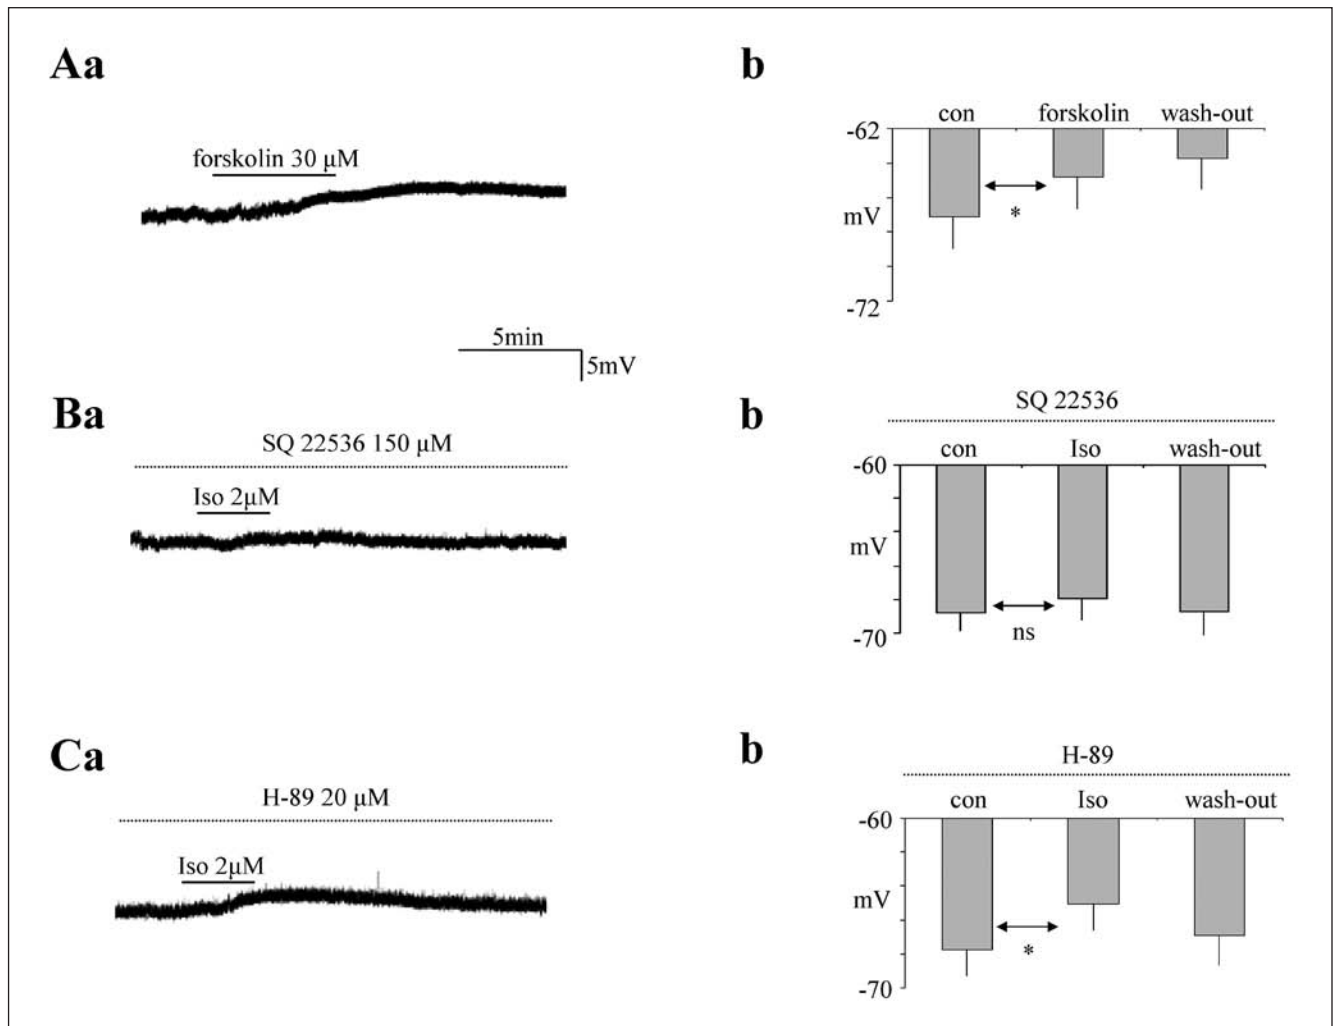 Aa
b
con forskolin wash-out
-62
forskolin 30 μM
mV
*
-72
5min
5mV
Ba
b
SQ 22536
SQ 22536 150 μM
con Iso wash-out
-60
Iso 2μM
mV
ns
-70
Ca
b
H-89
H-89 20 μM
con Iso wash-out
-60
Iso 2μM
mV
*
-70